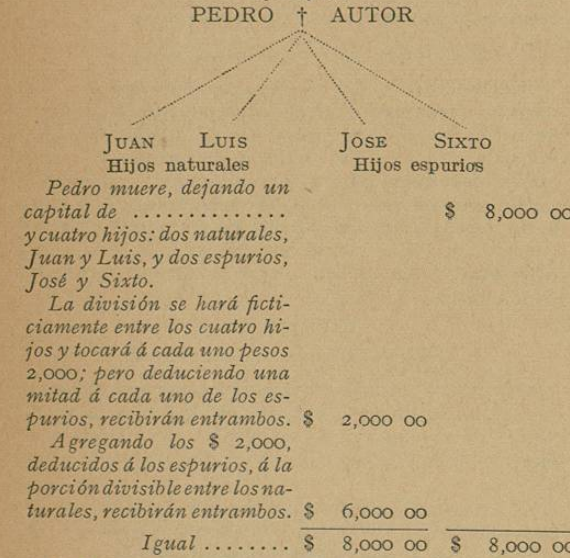 PEDRO † AUTOR
JUAN LUIS JOSE SIXTO
Hijos naturales Hijos espurios
Pedro muere, dejando un
capital de .............. $ 8,000 00
y cuatro hijos: dos naturales,
Juan y Luis, y dos espurios,
José y Sixto.
La división se hará ficti-
ciamente entre los cuatro hi-
jos y tocará á cada uno pesos
2,000; pero deduciendo una
mitad á cada uno de los es-
purios, recibirán entrambos. $ 2,000 00
Agregando los $ 2,000,
deducidos á los espurios, á la
porción divisible entre los na-
turales, recibirán entrambos. $ 6,000 00
Igual ........ $ 8,000 00 $ 8,000 00